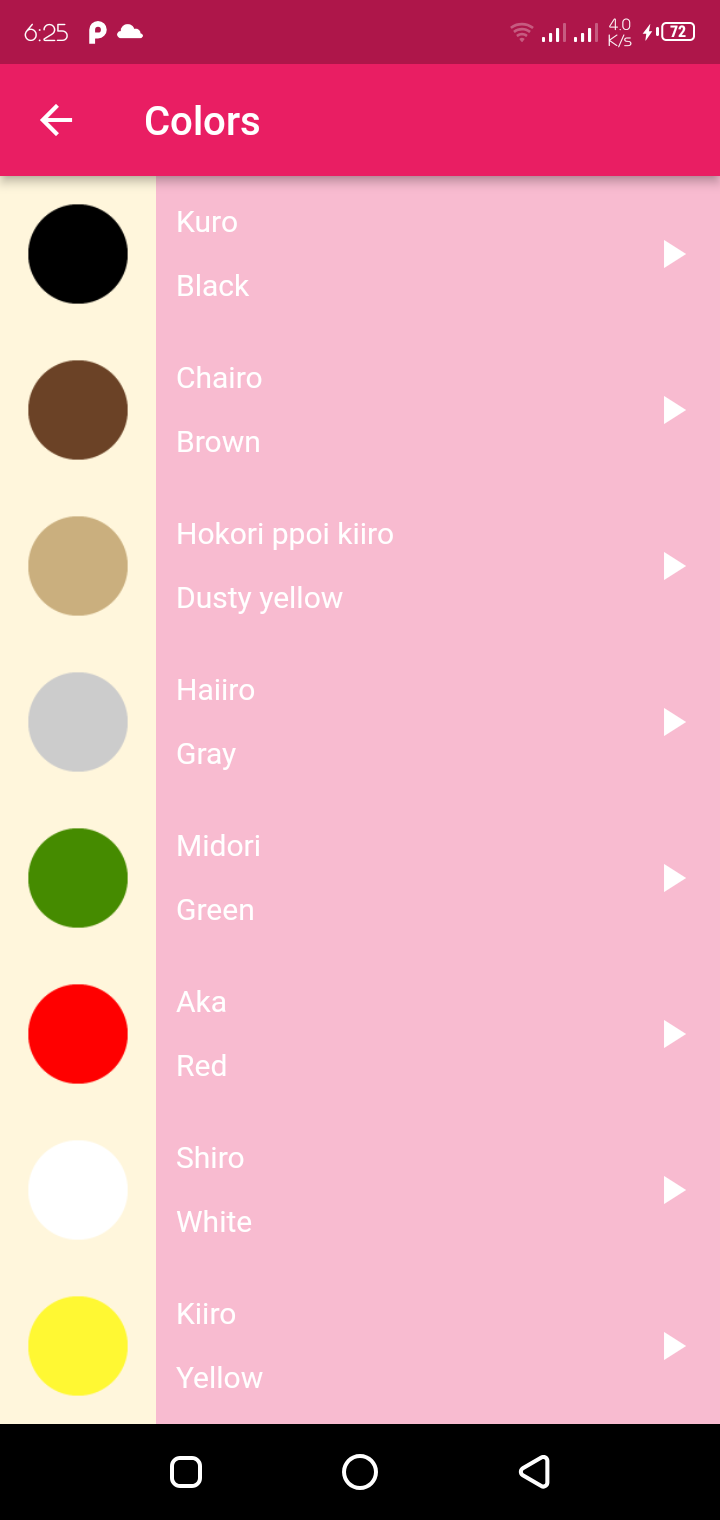 6:25
4.0
K/s
72
Colors
Kuro
Black
Chairo
Brown
Hokori ppoi kiiro
Dusty yellow
Haiiro
Gray
Midori
Green
Aka
Red
Shiro
White
Kiiro
Yellow